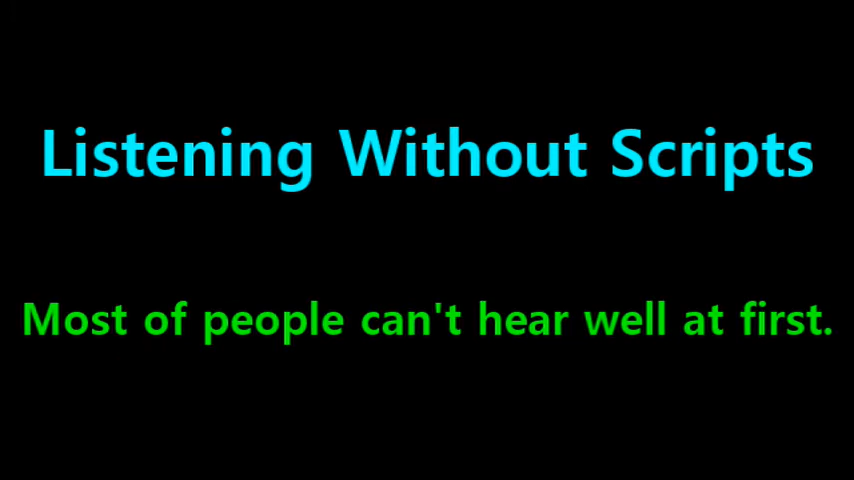 Listening Without Scripts
Most of people can't hear well at first.